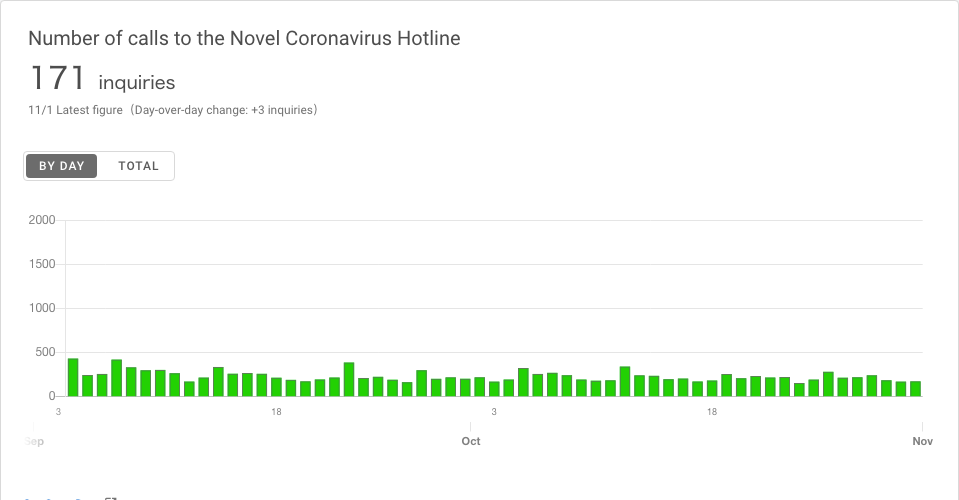 Number of calls to the Novel Coronavirus Hotline
171 inquiries
11/1 Latest figure（Day-over-day change: +3 inquiries）
BY DAY TOTAL
2000
1500
1000
500
0
3 18 3 18
Sep Oct Nov